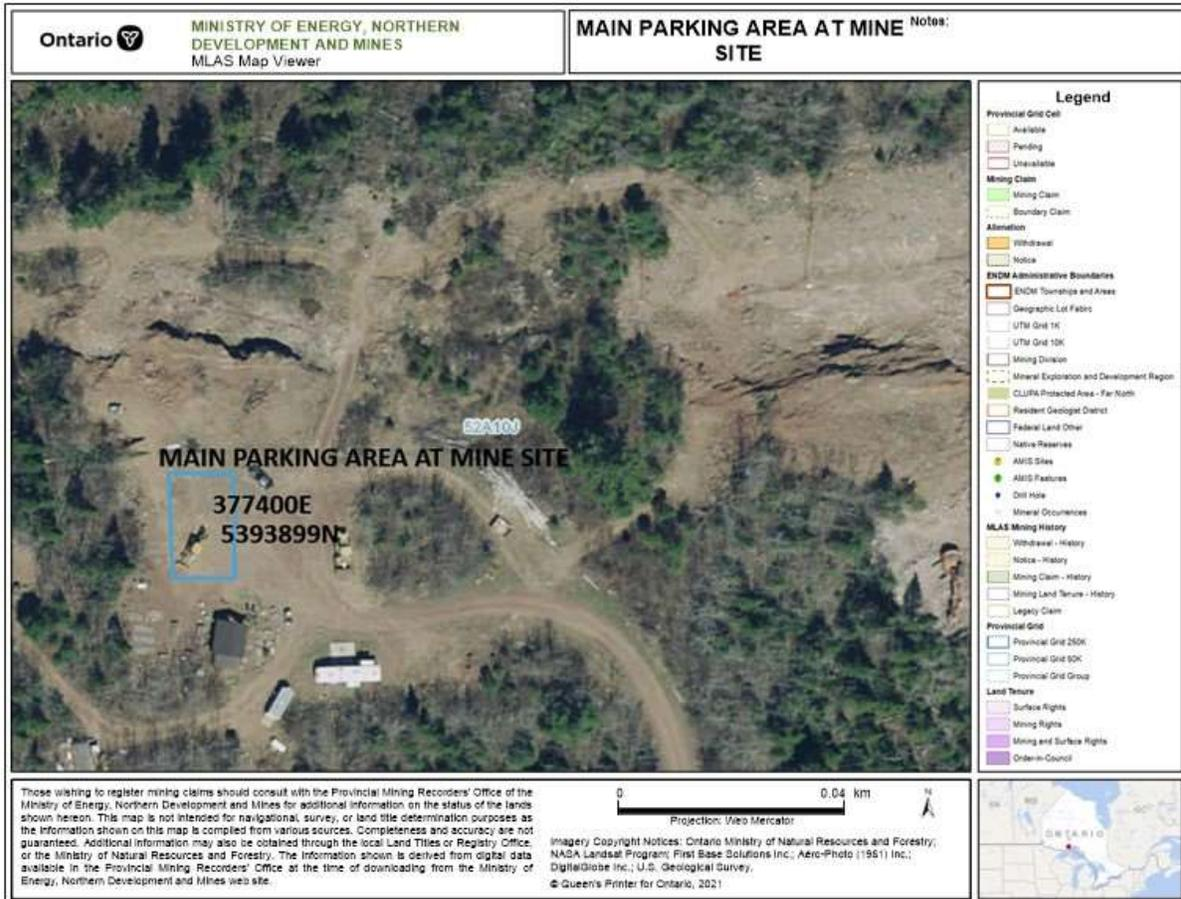 Ontario
MINISTRY OF ENERGY, NORTHERN
DEVELOPMENT AND MINES
MLAS Map Viewer
MAIN PARKING AREA AT MINE
SITE
Notes:
52A10J
MAIN PARKING AREA AT MINE SITE
377400E
5393899N
Legend
Provincial Grid Cell
Available
Pending
Unavailable
Mining Claim
Mining Claim
Boundary Claim
Alienation
Withdrawal
Notice
ENDM Administrative Boundaries
ENDM Townships and Areas
Geographic Lot Fabric
UTM Grid 1K
UTM Grid 10K
Mining Division
Mineral Exploration and Development Region
CLUPA Protected Area - Far North
Resident Geologist District
Federal Land Other
Native Reserves
AMIS Sites
AMIS Features
Drill Hole
Mineral Occurrences
MLAS Mining History
Withdrawal - History
Notice - History
Mining Claim - History
Mining Land Tenure - History
Legacy Claim
Provincial Grid
Provincial Grid 250K
Provincial Grid 50K
Provincial Grid Group
Land Tenure
Surface Rights
Mining Rights
Mining and Surface Rights
Order-in-Council
Those wishing to register mining claims should consult with the Provincial Mining Recorders' Office of the
Ministry of Energy, Northern Development and Mines for additional information on the status of the lands
shown hereon. This map is not intended for navigational, survey, or land title determination purposes as
the information shown on this map is compiled from various sources. Completeness and accuracy are not
guaranteed. Additional information may also be obtained through the local Land Titles or Registry Office,
or the Ministry of Natural Resources and Forestry. The information shown is derived from digital data
available in the Provincial Mining Recorders' Office at the time of downloading from the Ministry of
Energy, Northern Development and Mines web site.
0 0.04 km
N
Projection: Web Mercator
Imagery Copyright Notices: Ontario Ministry of Natural Resources and Forestry;
NASA Landsat Program; First Base Solutions Inc.; Aéro-Photo (1961) Inc.;
DigitalGlobe Inc.; U.S. Geological Survey.
© Queen's Printer for Ontario, 2021
ONTARIO